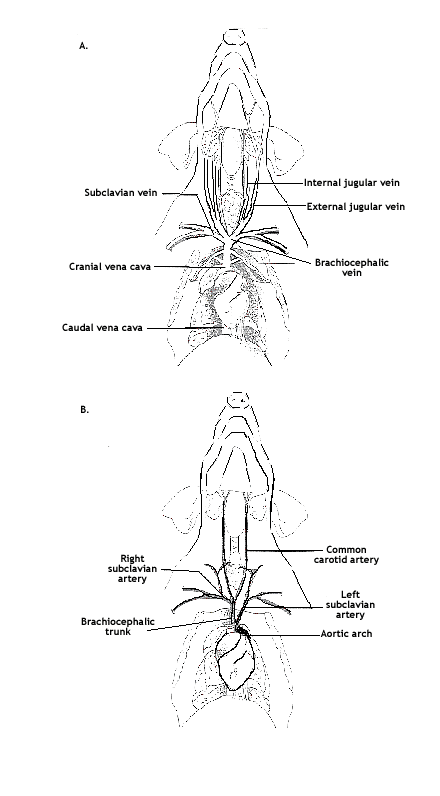 A.
Internal jugular vein
Subclavian vein
External jugular vein
Cranial vena cava
Brachiocephalic
vein
Caudal vena cava
B.
Common
carotid artery
Right
subclavian
artery
Left
subclavian
artery
Brachiocephalic
trunk
Aortic arch